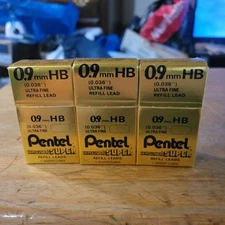 0.9mm HB
(0.036")
ULTRA-FINE
REFILL LEAD
0.9mm HB
(0.036")
ULTRA-FINE
REFILL LEAD
0.9mm HB
(0.036")
ULTRA-FINE
REFILL LEAD
0.9mm HB
(0.036")
ULTRA-FINE
Pentel
SUPER
REFILL LEADS
0.9mm HB
(0.036")
ULTRA-FINE
Pentel
SUPER
REFILL LEADS
0.9mm HB
(0.036")
ULTRA-FINE
Pentel
SUPER
REFILL LEADS